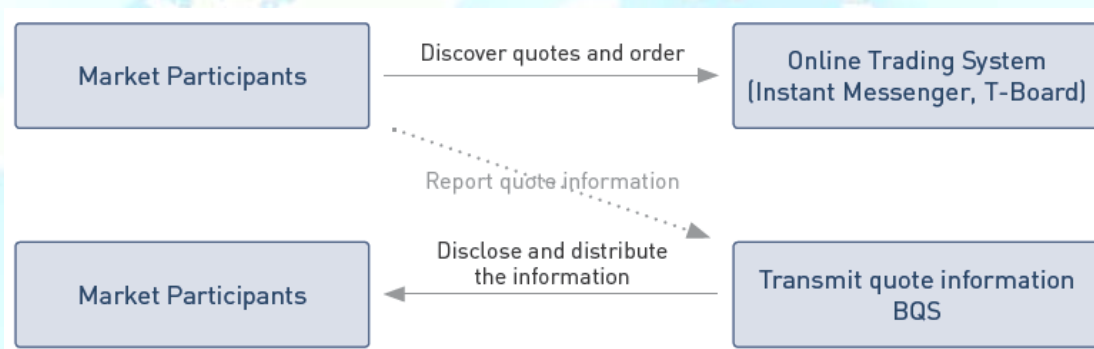 Market Participants
Discover quotes and order
Online Trading System
(Instant Messenger, T-Board)
Report quote information
Market Participants
Disclose and distribute
the information
Transmit quote information
BQS